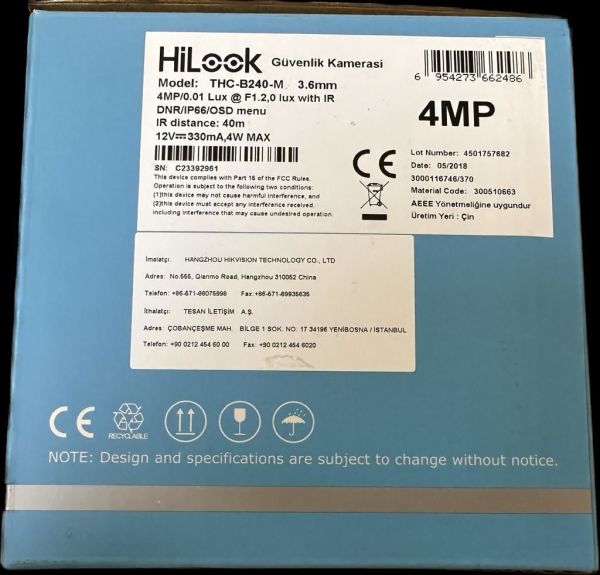 HiLook Güvenlik Kamerası
Model: THC-B240-M 3.6mm
4MP/0.01 Lux @ F1.2,0 lux with IR
DNR/IP66/OSD menu
IR distance: 40m
12V⎓330mA,4W MAX
SN: C23392961
This device complies with Part 15 of the FCC Rules.
Operation is subject to the following two conditions:
(1)this device may not cause harmful interference, and
(2)this device must accept any interference received,
including interference that may cause undesired operation.
6 954273 662486
4MP
CE
Lot Number: 4501757682
Date: 05/2018
3000116746/370
Material Code: 300510663
AEEE Yönetmeliğine uygundur
Üretim Yeri : Çin
İmalatçı: HANGZHOU HIKVISION TECHNOLOGY CO., LTD
Adres: No.555, Qianmo Road, Hangzhou 310052 China
Telefon: +86-571-88075998 Fax:+86-571-89935635
İthalatçı: TESAN İLETİŞİM A.Ş.
Adres: ÇOBANÇEŞME MAH. BİLGE 1 SOK. NO: 17 34196 YENİBOSNA / İSTANBUL
Telefon: +90 0212 454 60 00 Fax: +90 0212 454 6020
CE
RECYCLABLE
NOTE: Design and specifications are subject to change without notice.